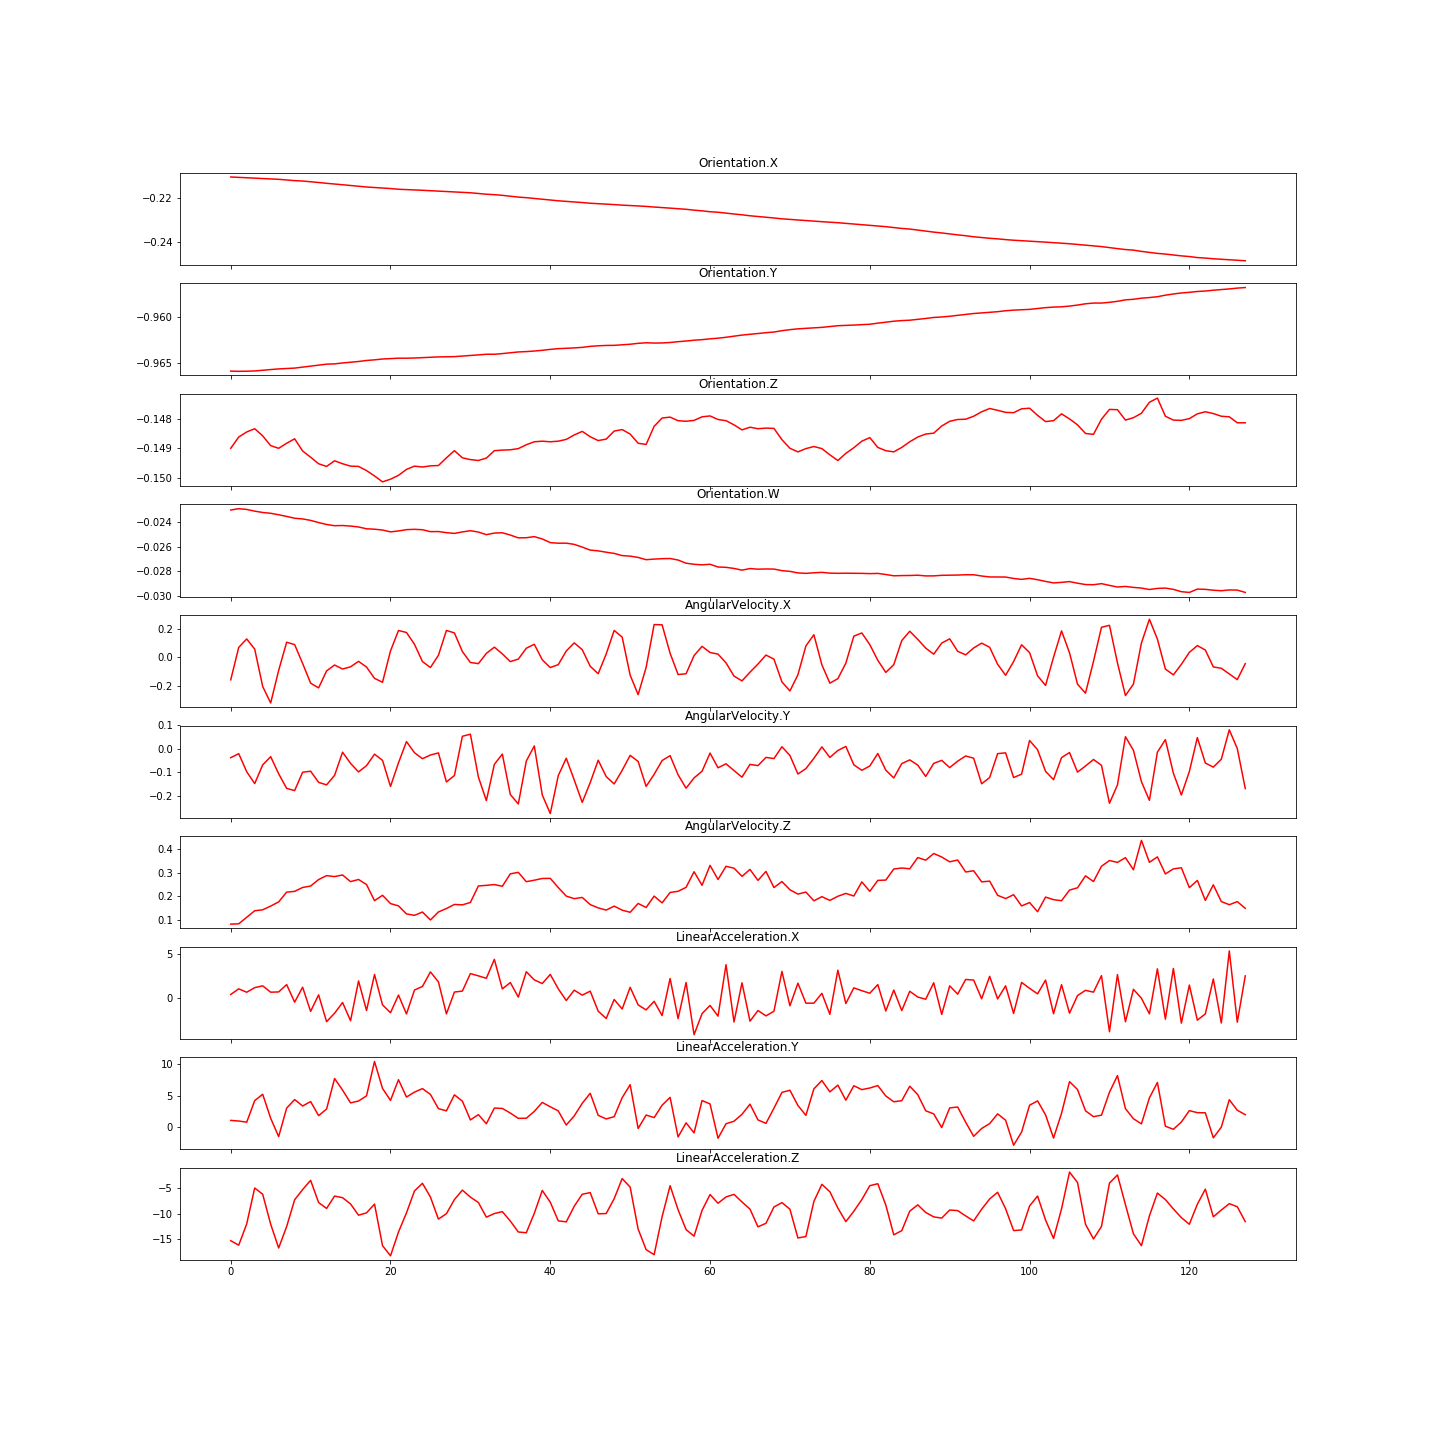 Orientation.X
−0.22
−0.24
Orientation.Y
−0.960
−0.965
Orientation.Z
−0.148
−0.149
−0.150
Orientation.W
−0.024
−0.026
−0.028
−0.030
AngularVelocity.X
0.2
0.0
−0.2
AngularVelocity.Y
0.1
0.0
−0.1
−0.2
AngularVelocity.Z
0.4
0.3
0.2
0.1
LinearAcceleration.X
5
0
LinearAcceleration.Y
10
5
0
LinearAcceleration.Z
−5
−10
−15
0 20 40 60 80 100 120